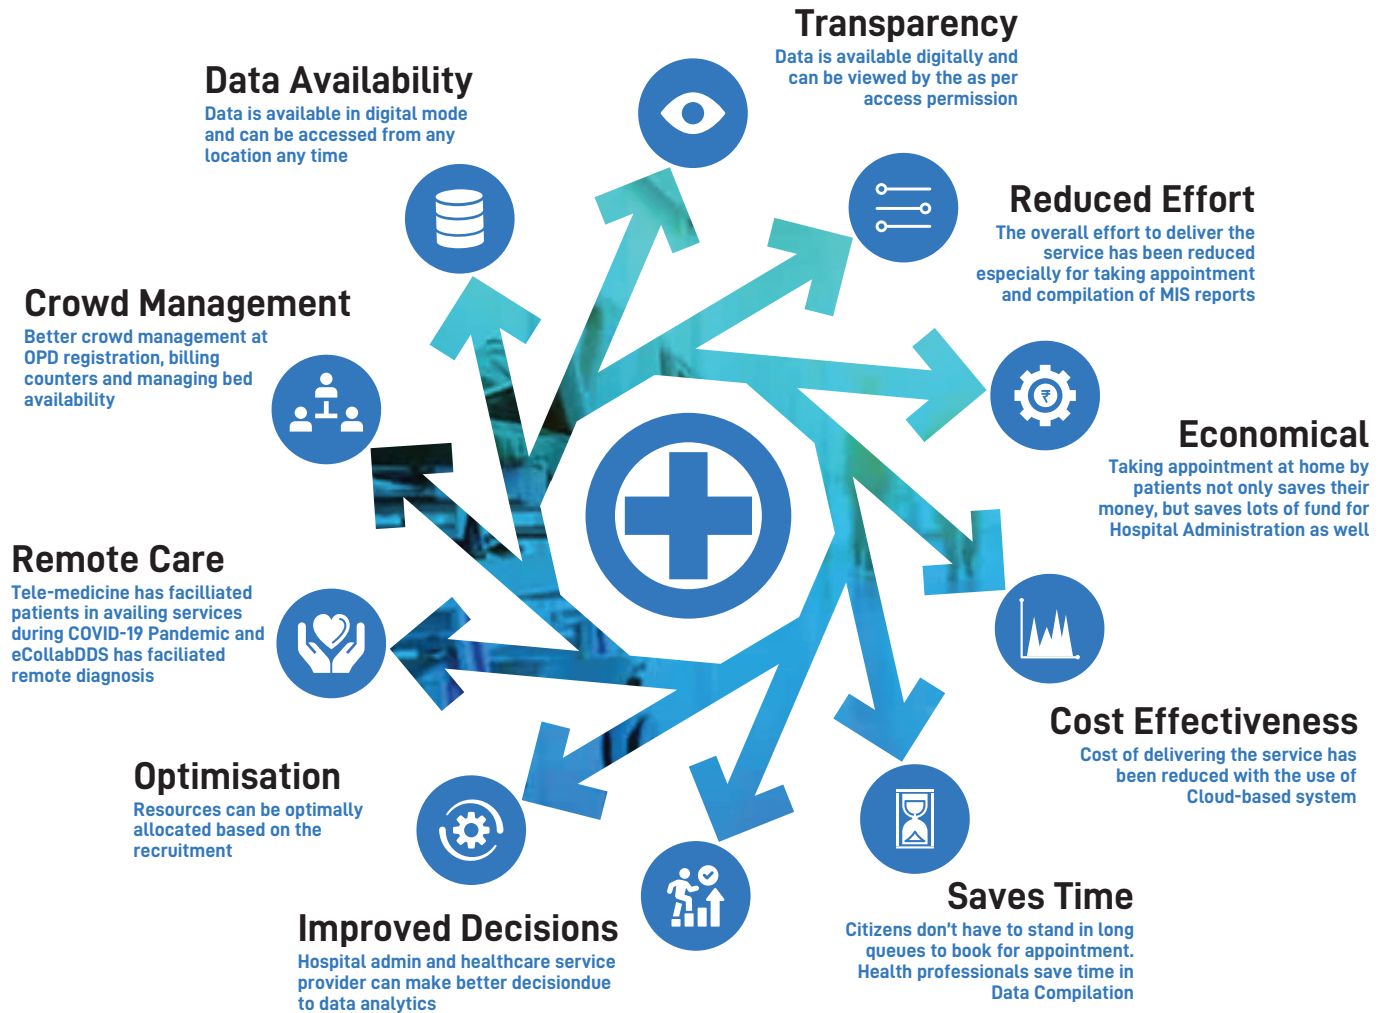 Transparency
Data is available digitally and
can be viewed by the as per
access permission
Data Availability
Data is available in digital mode
and can be accessed from any
location any time
Reduced Effort
The overall effort to deliver the
service has been reduced
especially for taking appointment
and compilation of MIS reports
Crowd Management
Better crowd management at
OPD registration, billing
counters and managing bed
availability
₹
Economical
Taking appointment at home by
patients not only saves their
money, but saves lots of fund for
Hospital Administration as well
Remote Care
Tele-medicine has facilliated
patients in availing services
during COVID-19 Pandemic and
eCollabDDS has faciliated
remote diagnosis
Cost Effectiveness
Cost of delivering the service has
been reduced with the use of
Cloud-based system
Optimisation
Resources can be optimally
allocated based on the
recruitment
Saves Time
Citizens don't have to stand in long
queues to book for appointment.
Health professionals save time in
Data Compilation
Improved Decisions
Hospital admin and healthcare service
provider can make better decisiondue
to data analytics